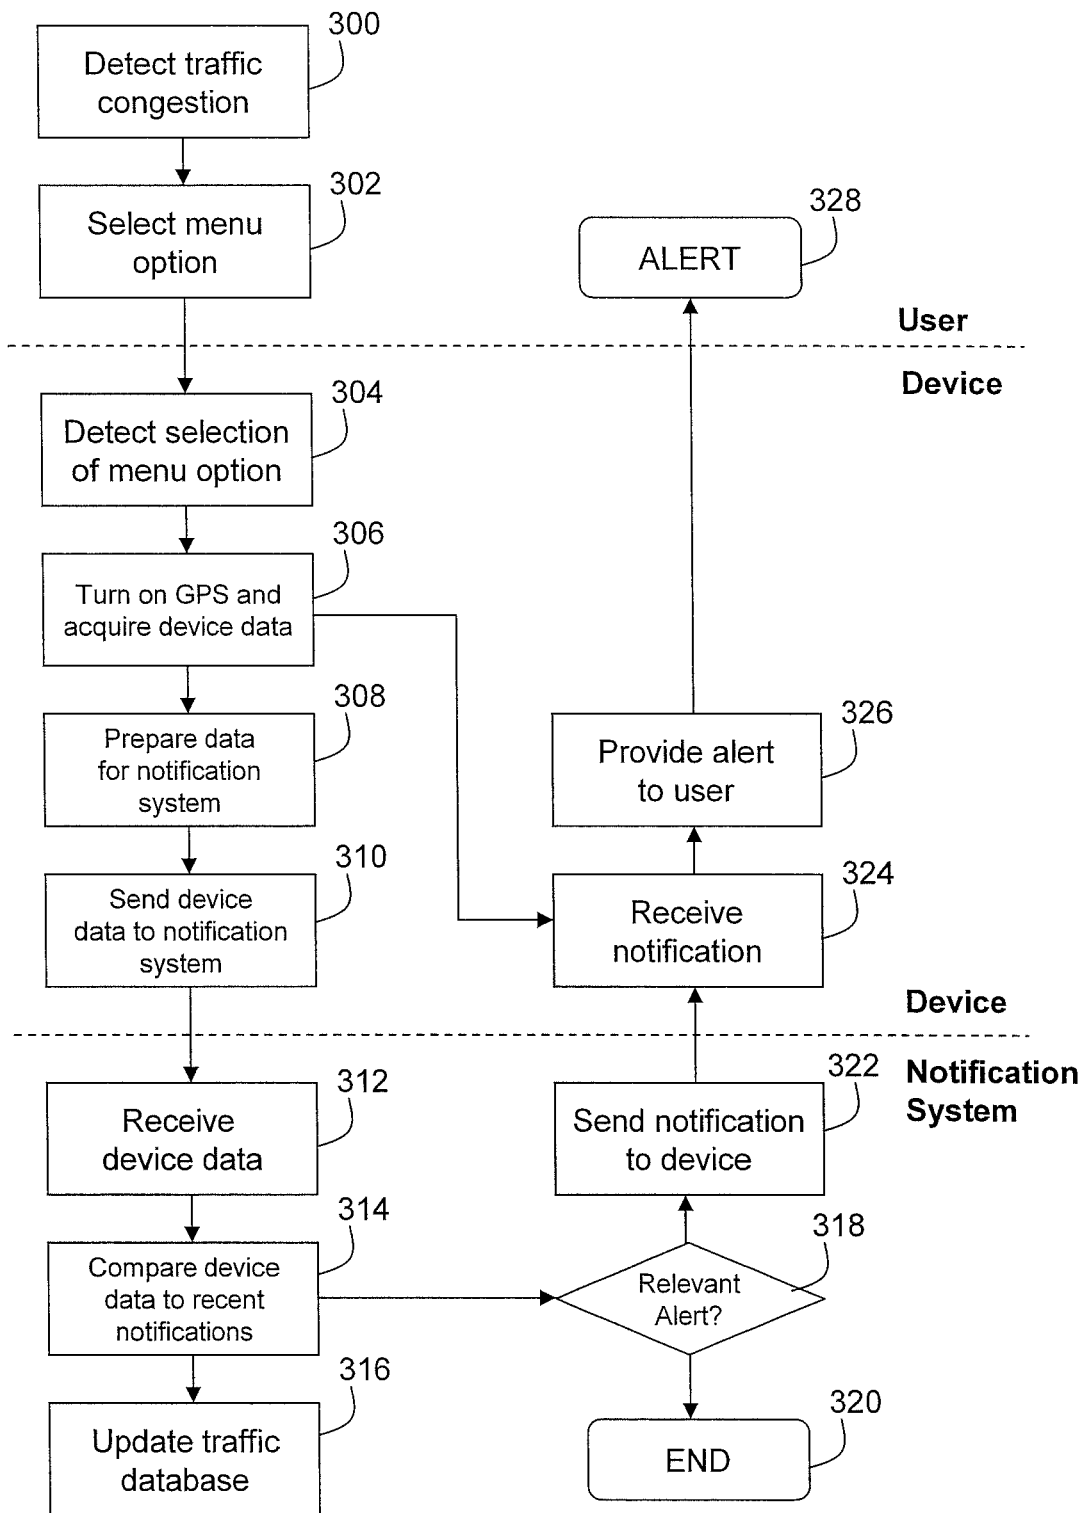 300
Detect traffic
congestion
302
Select menu
option
328
ALERT
User
Device
304
Detect selection
of menu option
306
Turn on GPS and
acquire device data
308
Prepare data
for notification
system
326
Provide alert
to user
310
Send device
data to notification
system
324
Receive
notification
Device
Notification
System
312
Receive
device data
322
Send notification
to device
314
Compare device
data to recent
notifications
318
Relevant
Alert?
316
Update traffic
database
320
END